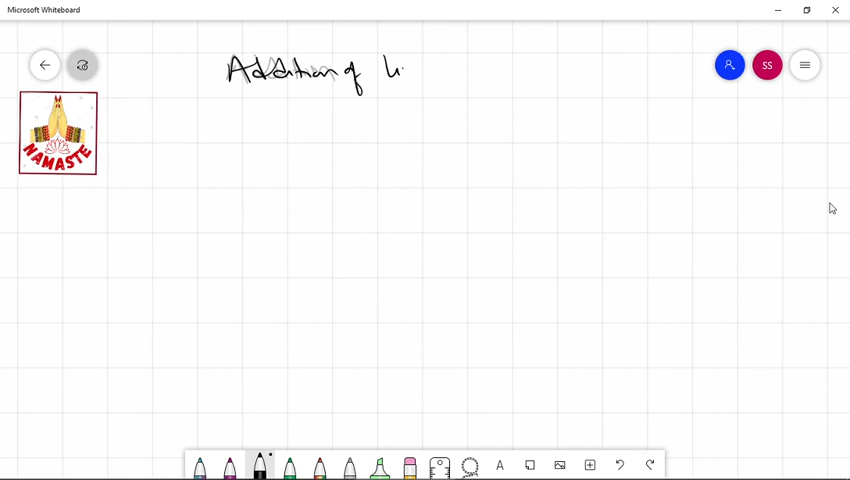 Microsoft Whiteboard
Addition of
SS
NAMASTE
A